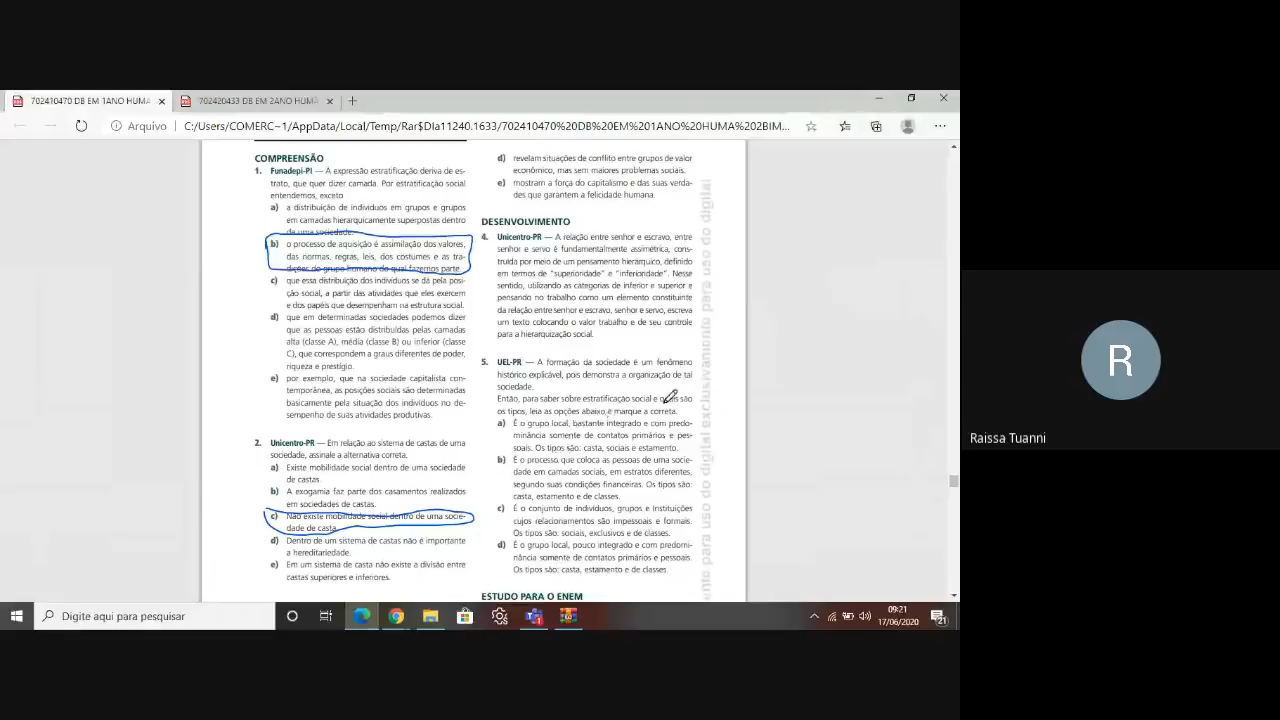 702410470 DB EM 1ANO HUMA
702420433 DB EM 2ANO HUMA
Arquivo
C:/Users/COMERC~1/AppData/Local/Temp/Rar$DIa11240.1633/702410470%20DB%20EM%201ANO%20HUMA%202BIM...
COMPREENSÃO
1. Funadepi-PI — A expressão estratificação deriva de es-
trato, que quer dizer camada. Por estratificação social
entendemos, exceto
a) a distribuição de indivíduos em grupos e grupos
em camadas hierarquicamente superpostas dentro
de uma sociedade.
b) o processo de aquisição é assimilação dos valores,
das normas, regras, leis, dos costumes e as tra-
dições do grupo humano do qual fazemos parte.
c) que essa distribuição dos indivíduos se dá pela posi-
ção social, a partir das atividades que eles exercem
e dos papéis que desempenham na estrutura social.
d) que em determinadas sociedades podemos dizer
que as pessoas estão distribuídas pelas camadas
alta (classe A), média (classe B) ou inferior (classe
C), que correspondem a graus diferentes de poder,
riqueza e prestígio.
e) por exemplo, que na sociedade capitalista con-
temporânea, as posições sociais são determinadas
basicamente pela situação dos indivíduos no de-
sempenho de suas atividades produtivas.
2. Unicentro-PR — Em relação ao sistema de castas de uma
sociedade, assinale a alternativa correta.
a) Existe mobilidade social dentro de uma sociedade
de castas.
b) A exogamia faz parte dos casamentos realizados
em sociedades de castas.
c) Não existe mobilidade social dentro de uma socie-
dade de casta.
d) Dentro de um sistema de castas não é importante
a hereditariedade.
e) Em um sistema de casta não existe a divisão entre
castas superiores e inferiores.
d) revelam situações de conflito entre grupos de valor
econômico, mas sem maiores problemas sociais.
e) mostram a força do capitalismo e das suas verda-
des que garantem a felicidade humana.
DESENVOLVIMENTO
4. Unicentro-PR — A relação entre senhor e escravo, entre
senhor e servo é fundamentalmente assimétrica, cons-
truída por meio de um pensamento hierárquico, definido
em termos de "superioridade" e "inferioridade". Nesse
sentido, utilizando as categorias de inferior e superior e
pensando no trabalho como um elemento constituinte
da relação entre senhor e escravo, senhor e servo, escreva
um texto colocando o valor trabalho e de seu controle
para a hierarquização social.
5. UEL-PR — A formação da sociedade é um fenômeno
histórico explicável, pois demonstra a organização de tal
sociedade.
Então, para saber sobre estratificação social e quais são
os tipos, leia as opções abaixo e marque a correta.
a) É o grupo local, bastante integrado e com predo-
minância somente de contatos primários e pes-
soais. Os tipos são: casta, sociais e estamento.
b) É o processo que coloca as pessoas de uma socie-
dade em camadas sociais, em estratos diferentes,
segundo suas condições financeiras. Os tipos são:
casta, estamento e de classes.
c) É o conjunto de indivíduos, grupos e instituições
cujos relacionamentos são impessoais e formais.
Os tipos são: sociais, exclusivos e de classes.
d) É o grupo local, pouco integrado e com predomi-
nância somente de contatos primários e pessoais.
Os tipos são: casta, estamento e de classes.
ESTUDO PARA O ENEM
para uso do digital exclusivamente para uso do digital
R
Raissa Tuanni
Digite aqui para pesquisar
09:21
17/06/2020
21